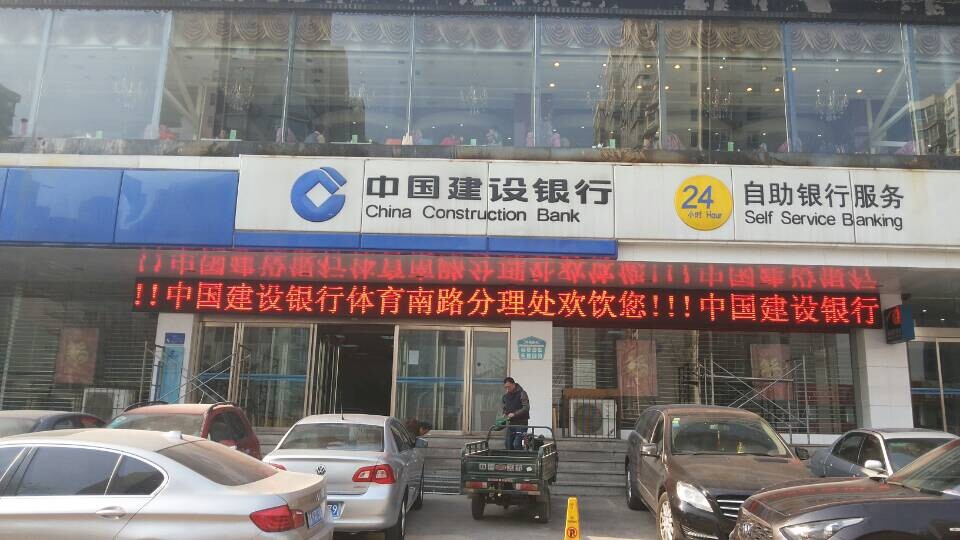 中国建设银行
China Construction Bank
24
小时 Hour
自助银行服务
Self Service Banking
!!中国建设银行体育南路分理处欢饮您!!!中国建设银行